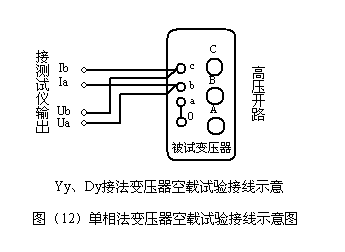 接测试仪输出
Ib
Ia
Ub
Ua
c
b
a
0
C
B
A
高压开路
被试变压器
Yy、Dy接法变压器空载试验接线示意
图（12）单相法变压器空载试验接线示意图